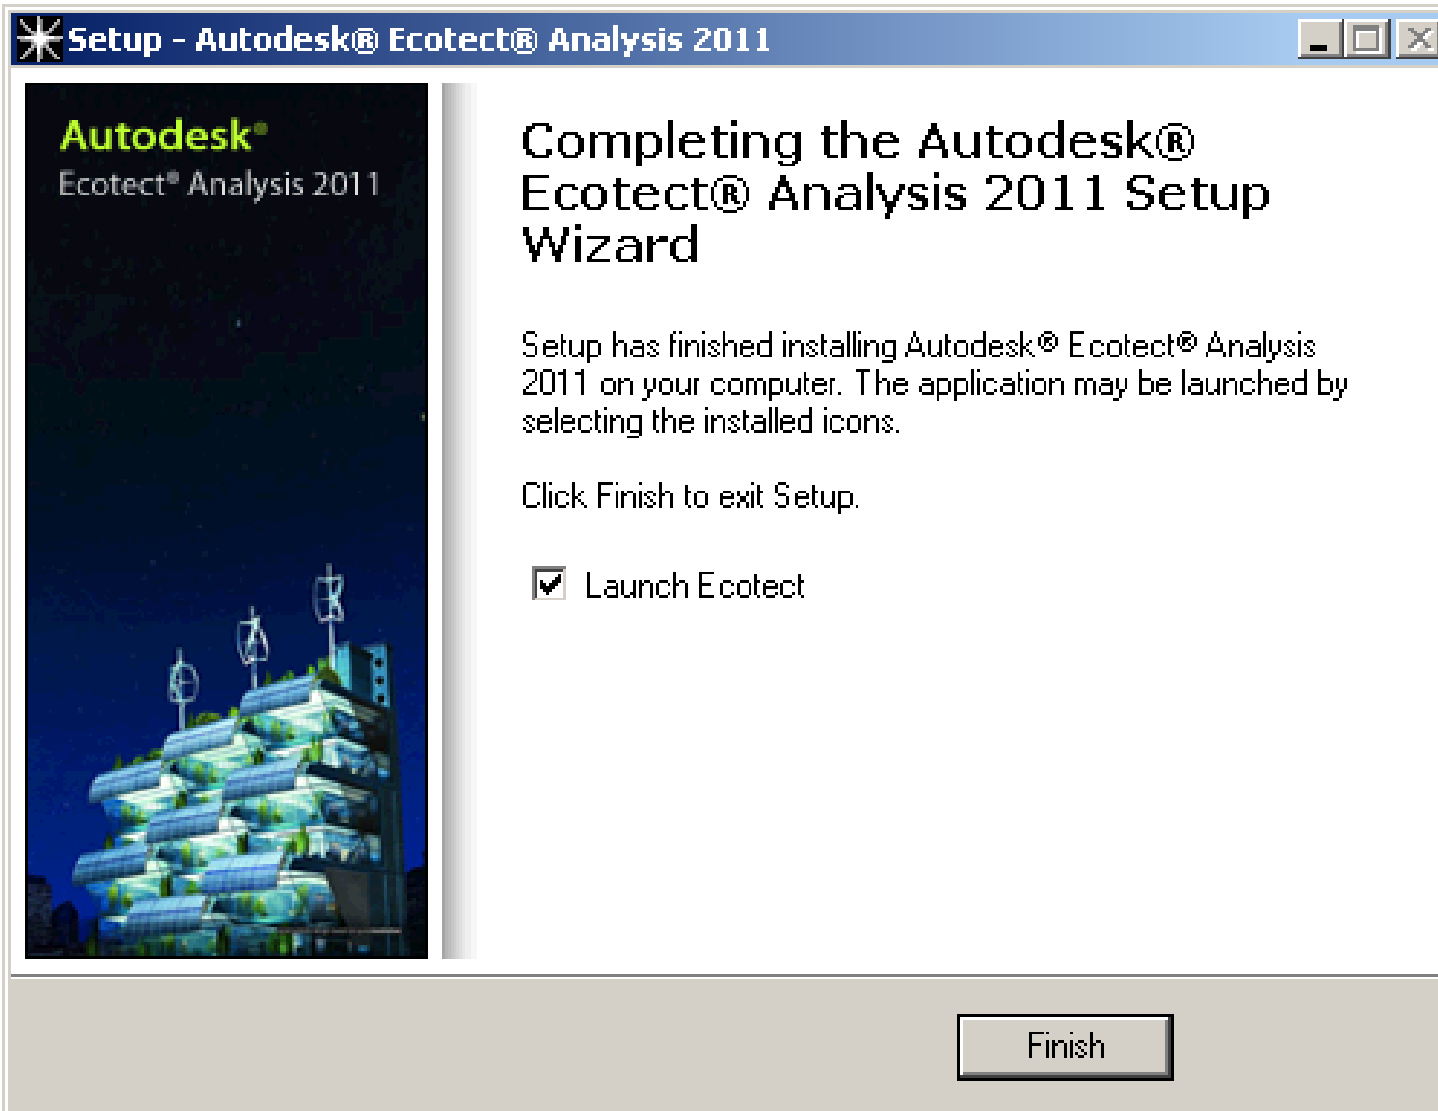 Setup - Autodesk® Ecotect® Analysis 2011
Autodesk®
Ecotect® Analysis 2011
Completing the Autodesk®
Ecotect® Analysis 2011 Setup
Wizard
Setup has finished installing Autodesk® Ecotect® Analysis
2011 on your computer. The application may be launched by
selecting the installed icons.
Click Finish to exit Setup.
Launch Ecotect
Finish